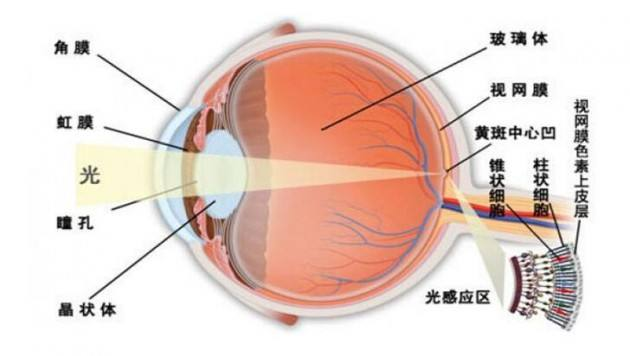 角膜
虹膜
光
瞳孔
晶状体
玻璃体
视网膜
黄斑中心凹
锥状细胞
柱状细胞
视网膜色素上皮层
光感应区